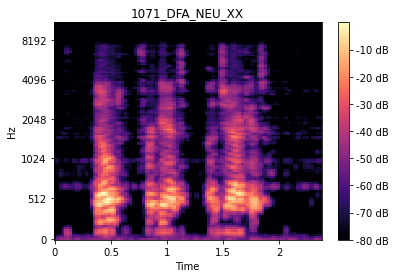 1071_DFA_NEU_XX
8192
4096
2048
1024
512
0
Hz
0
0.5
1
1.5
2
Time
-10 dB
-20 dB
-30 dB
-40 dB
-50 dB
-60 dB
-70 dB
-80 dB